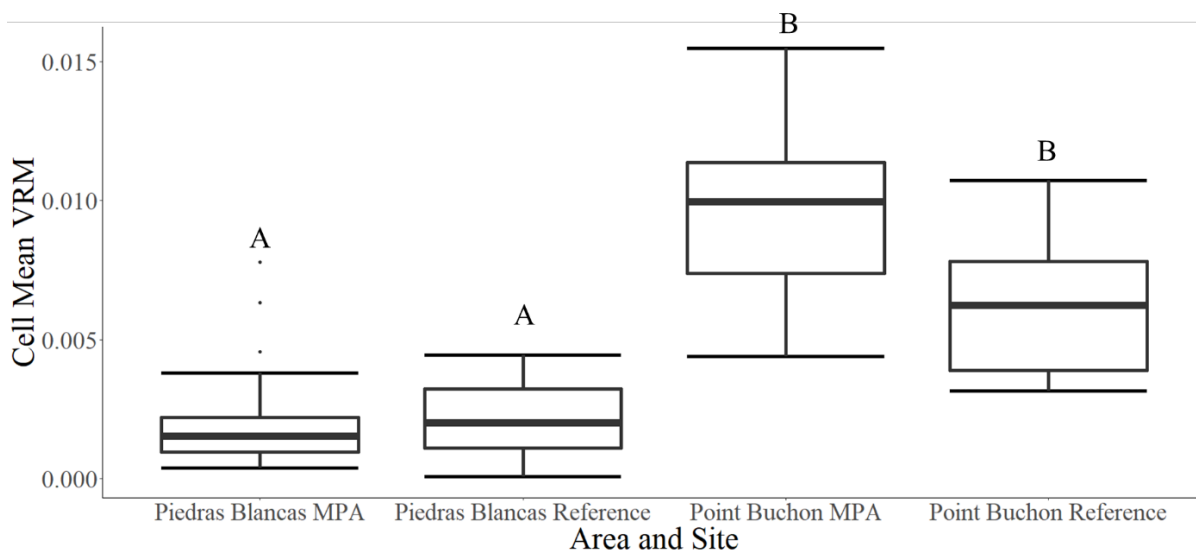 B
0.015
B
0.010
A
A
0.005
0.000
Cell Mean VRM
Piedras Blancas MPA Piedras Blancas Reference Point Buchon MPA Point Buchon Reference
Area and Site